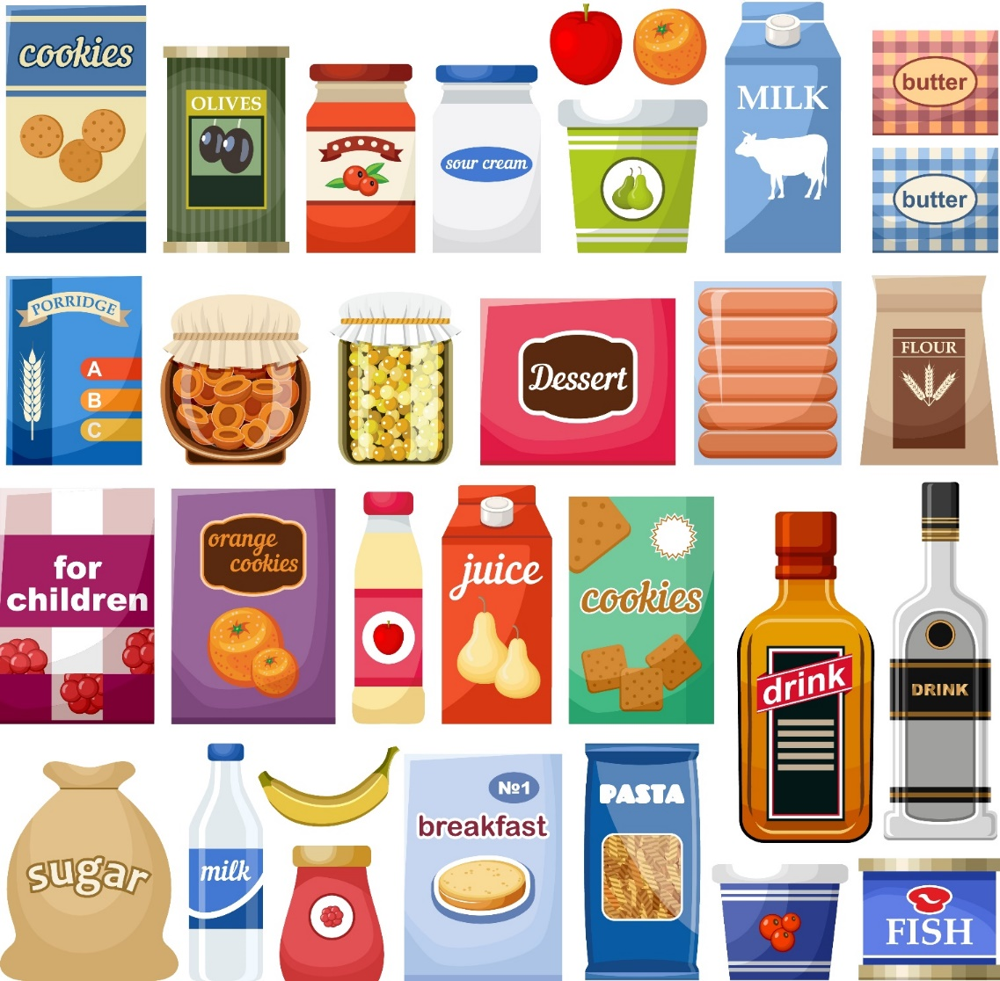 cookies
OLIVES
sour cream
MILK
butter
butter
PORRIDGE
A
B
C
Dessert
FLOUR
for
children
orange
cookies
juice
cookies
drink
DRINK
sugar
milk
№1
breakfast
PASTA
FISH